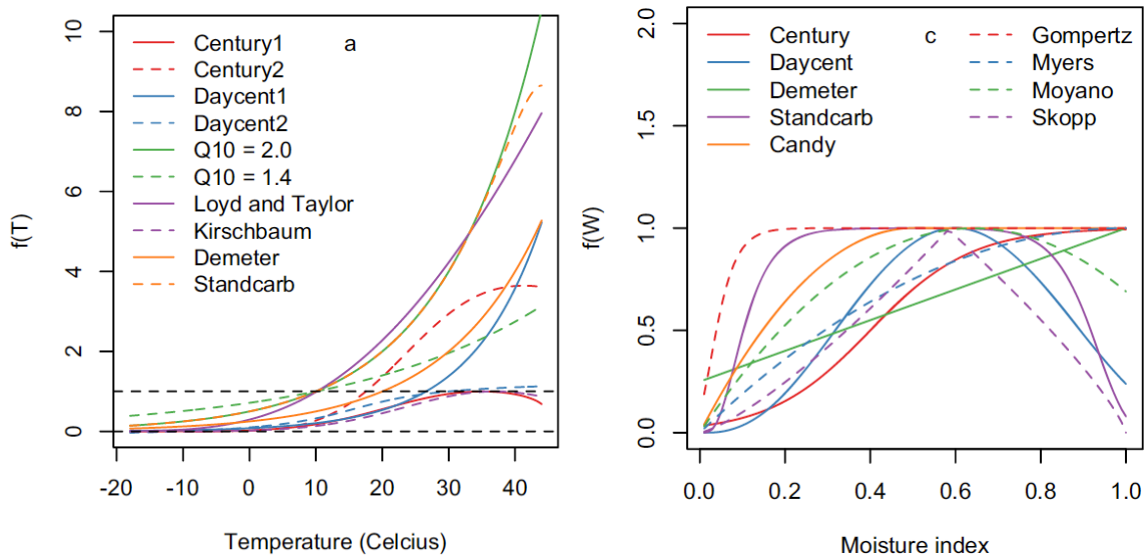 a
Century1
Century2
Daycent1
Daycent2
Q10 = 2.0
Q10 = 1.4
Loyd and Taylor
Kirschbaum
Demeter
Standcarb
f(T)
10
8
6
4
2
0
-20 -10 0 10 20 30 40
Temperature (Celcius)
c
Century
Daycent
Demeter
Standcarb
Candy
Gompertz
Myers
Moyano
Skopp
f(W)
2.0
1.5
1.0
0.5
0.0
0.0 0.2 0.4 0.6 0.8 1.0
Moisture index